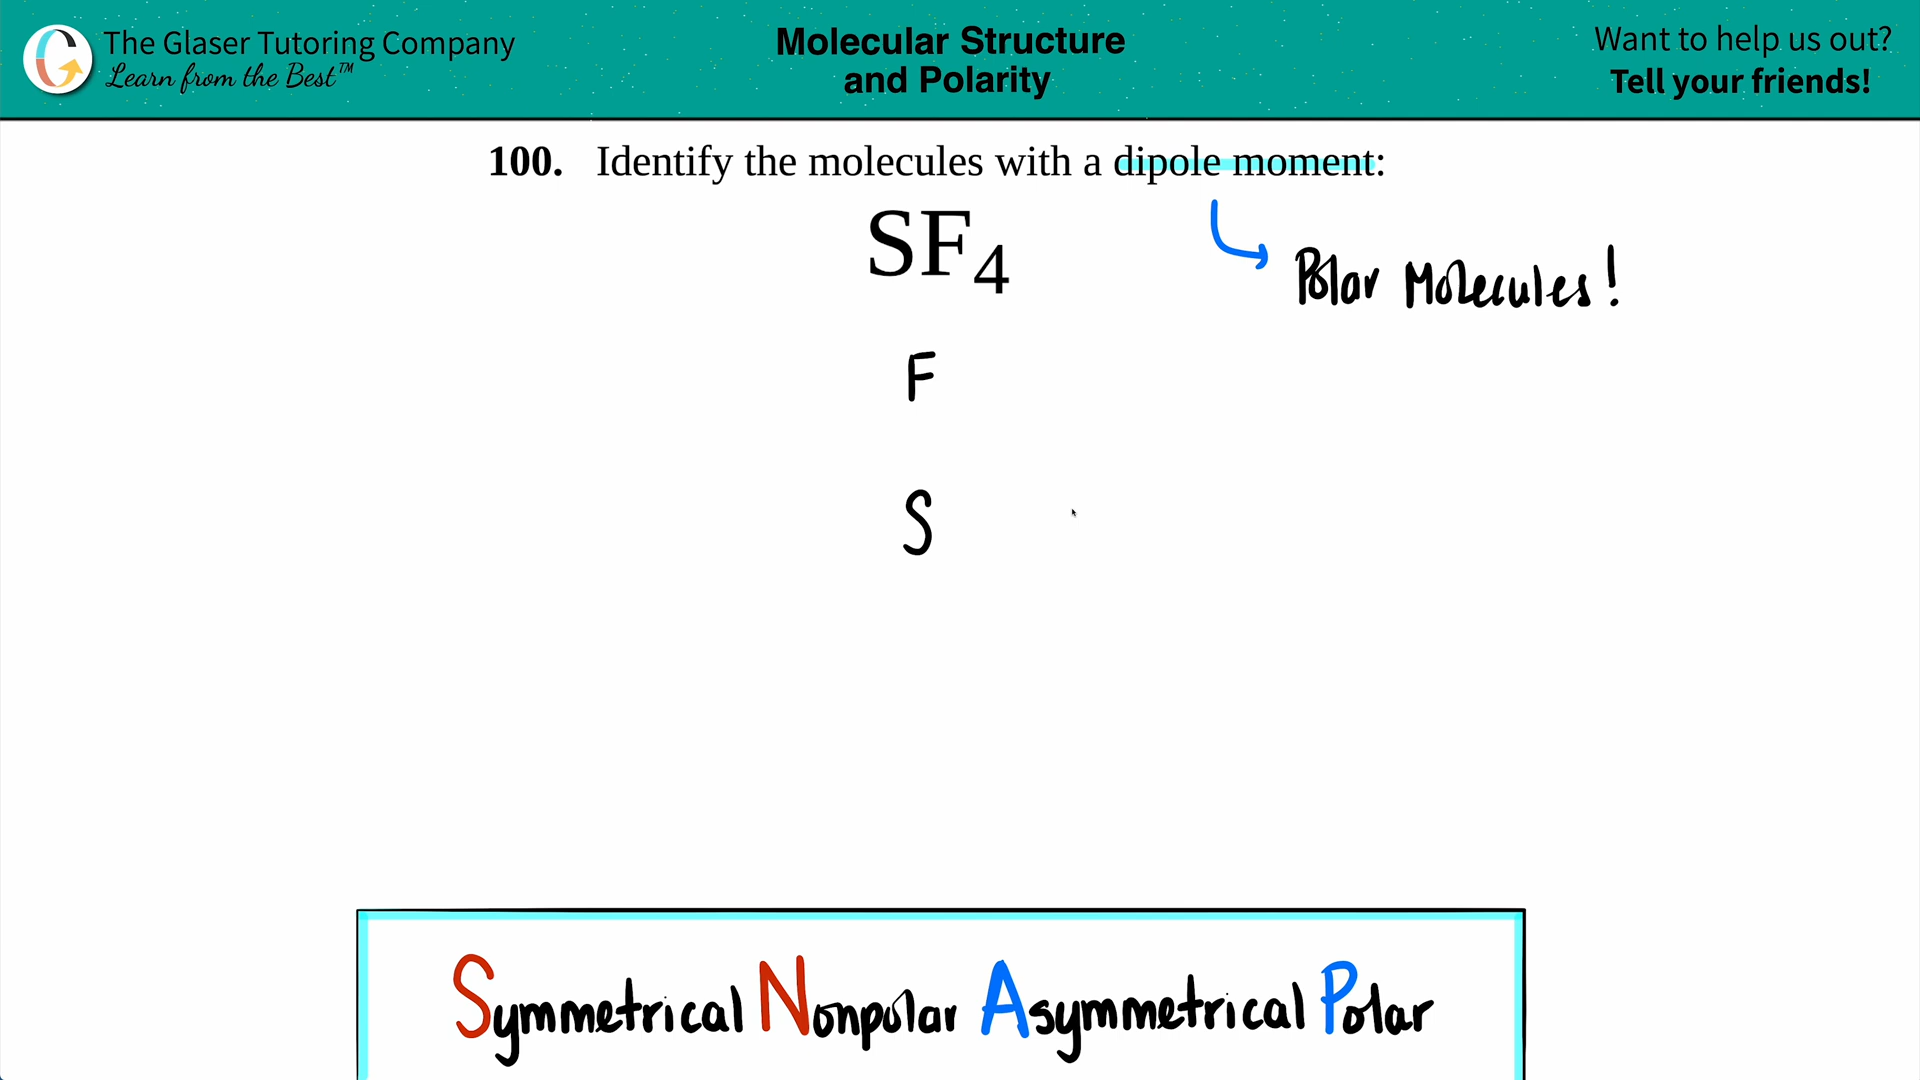 The Glaser Tutoring Company
Learn from the Best™
Molecular Structure
and Polarity
Want to help us out?
Tell your friends!
100. Identify the molecules with a dipole moment:
SF₄
Polar Molecules!
F
S
Symmetrical Nonpolar Asymmetrical Polar